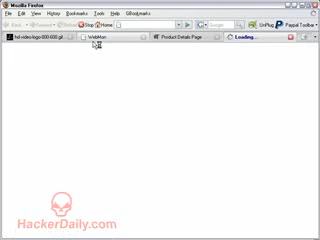 Mozilla Firefox
File Edit View History Bookmarks Tools Help GBookmarks
Back Forward Reload Stop Home Google UnPlug Paypal Toolbar
hd-video-logo-800-600.gif... WebMon Product Details Page Loading...
HackerDaily.com